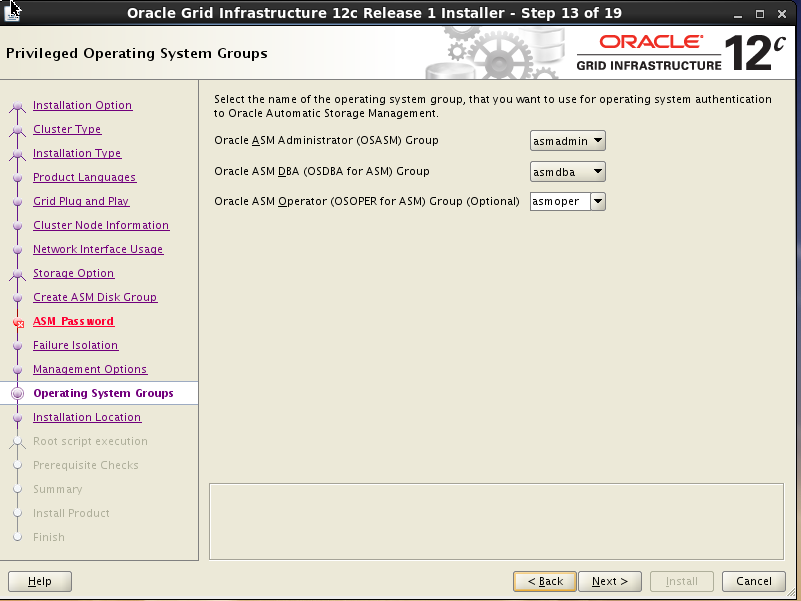 Oracle Grid Infrastructure 12c Release 1 Installer - Step 13 of 19
Privileged Operating System Groups
ORACLE
GRID INFRASTRUCTURE 12c
Installation Option
Cluster Type
Installation Type
Product Languages
Grid Plug and Play
Cluster Node Information
Network Interface Usage
Storage Option
Create ASM Disk Group
ASM Password
Failure Isolation
Management Options
Operating System Groups
Installation Location
Root script execution
Prerequisite Checks
Summary
Install Product
Finish
Select the name of the operating system group, that you want to use for operating system authentication
to Oracle Automatic Storage Management.
Oracle ASM Administrator (OSASM) Group asmadmin
Oracle ASM DBA (OSDBA for ASM) Group asmdba
Oracle ASM Operator (OSOPER for ASM) Group (Optional) asmoper
Help < Back Next > Install Cancel